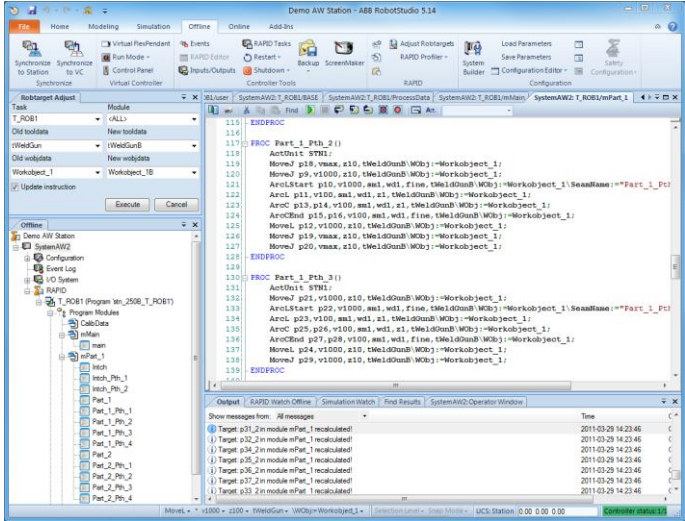 Demo AW Station - ABB RobotStudio 5.14
File Home Modeling Simulation Offline Online Add-Ins
Synchronize to Station
Synchronize to VC
Virtual FlexPendant
Run Mode
Control Panel
Events
RAPID Editor
Inputs/Outputs
RAPID Tasks
Restart
Shutdown
Backup
ScreenMaker
Adjust Robtargets
RAPID Profiler
System Builder
Load Parameters
Save Parameters
Configuration Editor
Safety Configuration
Synchronize Virtual Controller Controller Tools RAPID Configuration
Robtarget Adjust
Task Module
T_ROB1 <ALL>
Old tooldata New tooldata
tWeldGun tWeldGunB
Old wobjdata New wobjdata
Workobject_1 Workobject_1B
Update instruction
Execute Cancel
Offline
Demo AW Station
SystemAW2
Configuration
Event Log
I/O System
RAPID
T_ROB1 (Program 'stn_250B_T_ROB1')
Program Modules
CalibData
mMain
main
mPart_1
Intch
Intch_Pth_1
Intch_Pth_2
Part_1
Part_1_Pth_1
Part_1_Pth_2
Part_1_Pth_3
Part_1_Pth_4
Part_2
Part_2_Pth_1
Part_2_Pth_2
Part_2_Pth_3
Part_2_Pth_4
B1/user SystemAW2:T_ROB1/BASE SystemAW2:T_ROB1/ProcessData SystemAW2:T_ROB1/mMain SystemAW2: T_ROB1/mPart_1
Find
115 ENDPROC
116
117 PROC Part_1_Pth_2()
118 ActUnit STN1;
119 MoveJ p18,vmax,z10,tWeldGunB\WObj:=Workobject_1;
120 MoveJ p9,v1000,z10,tWeldGunB\WObj:=Workobject_1;
121 ArcLStart p10,v1000,sm1,wd1,fine,tWeldGunB\WObj:=Workobject_1\SeamName:="Part_1_Pth
122 ArcL p11,v100,sm1,wd1,z1,tWeldGunB\WObj:=Workobject_1;
123 ArcC p13,p14,v100,sm1,wd1,z1,tWeldGunB\WObj:=Workobject_1;
124 ArcCEnd p15,p16,v100,sm1,wd1,fine,tWeldGunB\WObj:=Workobject_1;
125 MoveL p12,v1000,z10,tWeldGunB\WObj:=Workobject_1;
126 MoveJ p19,vmax,z10,tWeldGunB\WObj:=Workobject_1;
127 MoveJ p20,vmax,z10,tWeldGunB\WObj:=Workobject_1;
128 ENDPROC
129
130 PROC Part_1_Pth_3()
131 ActUnit STN1;
132 MoveJ p21,v1000,z10,tWeldGunB\WObj:=Workobject_1;
133 ArcLStart p22,v1000,sm1,wd1,fine,tWeldGunB\WObj:=Workobject_1\SeamName:="Part_1_Pth
134 ArcL p23,v100,sm1,wd1,z1,tWeldGunB\WObj:=Workobject_1;
135 ArcC p25,p26,v100,sm1,wd1,z1,tWeldGunB\WObj:=Workobject_1;
136 ArcCEnd p27,p28,v100,sm1,wd1,fine,tWeldGunB\WObj:=Workobject_1;
137 MoveL p24,v1000,z10,tWeldGunB\WObj:=Workobject_1;
138 MoveJ p29,v1000,z10,tWeldGunB\WObj:=Workobject_1;
139 ENDPROC
Output RAPID Watch Offline Simulation Watch Find Results SystemAW2:Operator Window
Show messages from: All messages Time
Target: p31_2 in module mPart_1 recalculated! 2011-03-29 14:23:46
Target: p32_2 in module mPart_1 recalculated! 2011-03-29 14:23:46
Target: p34_2 in module mPart_1 recalculated! 2011-03-29 14:23:46
Target: p35_2 in module mPart_1 recalculated! 2011-03-29 14:23:46
Target: p36_2 in module mPart_1 recalculated! 2011-03-29 14:23:46
Target: p37_2 in module mPart_1 recalculated! 2011-03-29 14:23:46
Target: p33_2 in module mPart_1 recalculated! 2011-03-29 14:23:46
MoveL * v1000 z100 tWeldGun \WObj:=Workobject_1 Selection Level Snap Mode UCS: Station 0.00 0.00 0.00 Controller status: 1/1